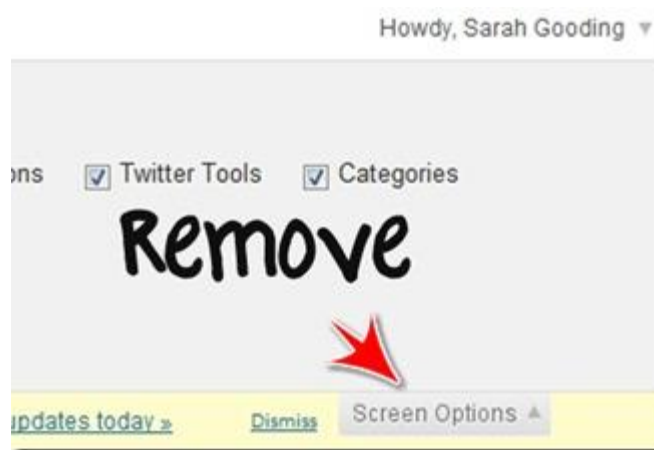 Howdy, Sarah Gooding
ons Twitter Tools Categories
Remove
updates today » Dismiss Screen Options